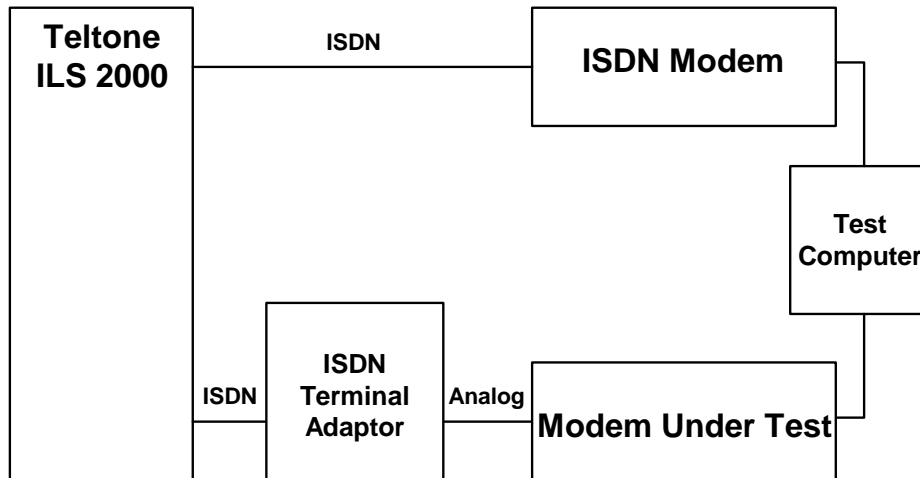 Teltone
ILS 2000
ISDN
ISDN Modem
Test
Computer
ISDN
ISDN
Terminal
Adaptor
Analog
Modem Under Test